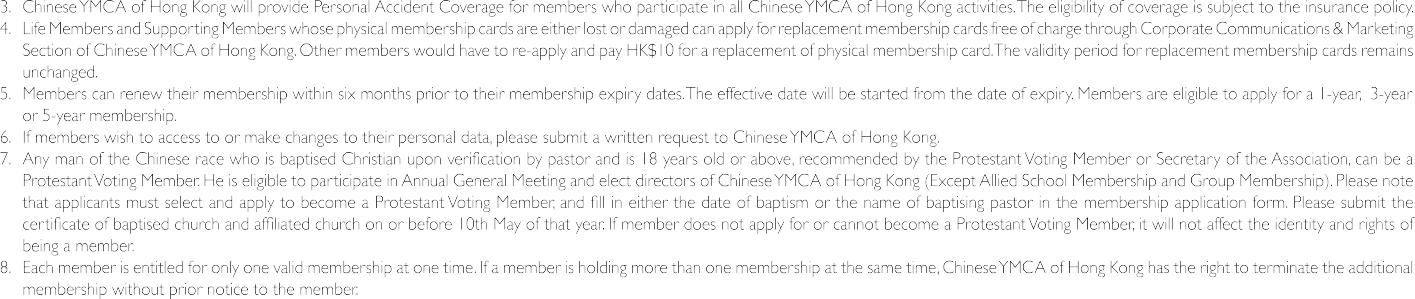 3. Chinese YMCA of Hong Kong will provide Personal Accident Coverage for members who participate in all Chinese YMCA of Hong Kong activities. The eligibility of coverage is subject to the insurance policy.
4. Life Members and Supporting Members whose physical membership cards are either lost or damaged can apply for replacement membership cards free of charge through Corporate Communications & Marketing
Section of Chinese YMCA of Hong Kong. Other members would have to re-apply and pay HK$10 for a replacement of physical membership card. The validity period for replacement membership cards remains
unchanged.
5. Members can renew their membership within six months prior to their membership expiry dates. The effective date will be started from the date of expiry. Members are eligible to apply for a 1-year, 3-year
or 5-year membership.
6. If members wish to access to or make changes to their personal data, please submit a written request to Chinese YMCA of Hong Kong.
7. Any man of the Chinese race who is baptised Christian upon verification by pastor and is 18 years old or above, recommended by the Protestant Voting Member or Secretary of the Association, can be a
Protestant Voting Member. He is eligible to participate in Annual General Meeting and elect directors of Chinese YMCA of Hong Kong (Except Allied School Membership and Group Membership). Please note
that applicants must select and apply to become a Protestant Voting Member, and fill in either the date of baptism or the name of baptising pastor in the membership application form. Please submit the
certificate of baptised church and affiliated church on or before 10th May of that year. If member does not apply for or cannot become a Protestant Voting Member, it will not affect the identity and rights of
being a member.
8. Each member is entitled for only one valid membership at one time. If a member is holding more than one membership at the same time, Chinese YMCA of Hong Kong has the right to terminate the additional
membership without prior notice to the member.